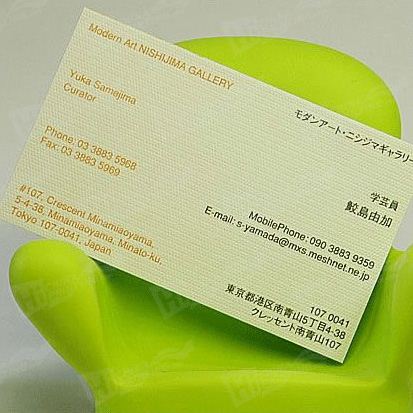 Modern Art NISHIJIMA GALLERY
Yuka Samejima
Curator
Phone: 03 3883 5968
Fax: 03 3883 5969
#107, Crescent Minamiaoyama,
5-4-38, Minamiaoyama, Minato-ku,
Tokyo 107-0041, Japan
モダンアート・ニシジマギャラリー
学芸員
鮫島由加
MobilePhone: 090 3883 9359
E-mail: s-yamada@mxs.meshnet.ne.jp
107 0041
東京都港区南青山5丁目4-38
クレッセント南青山107